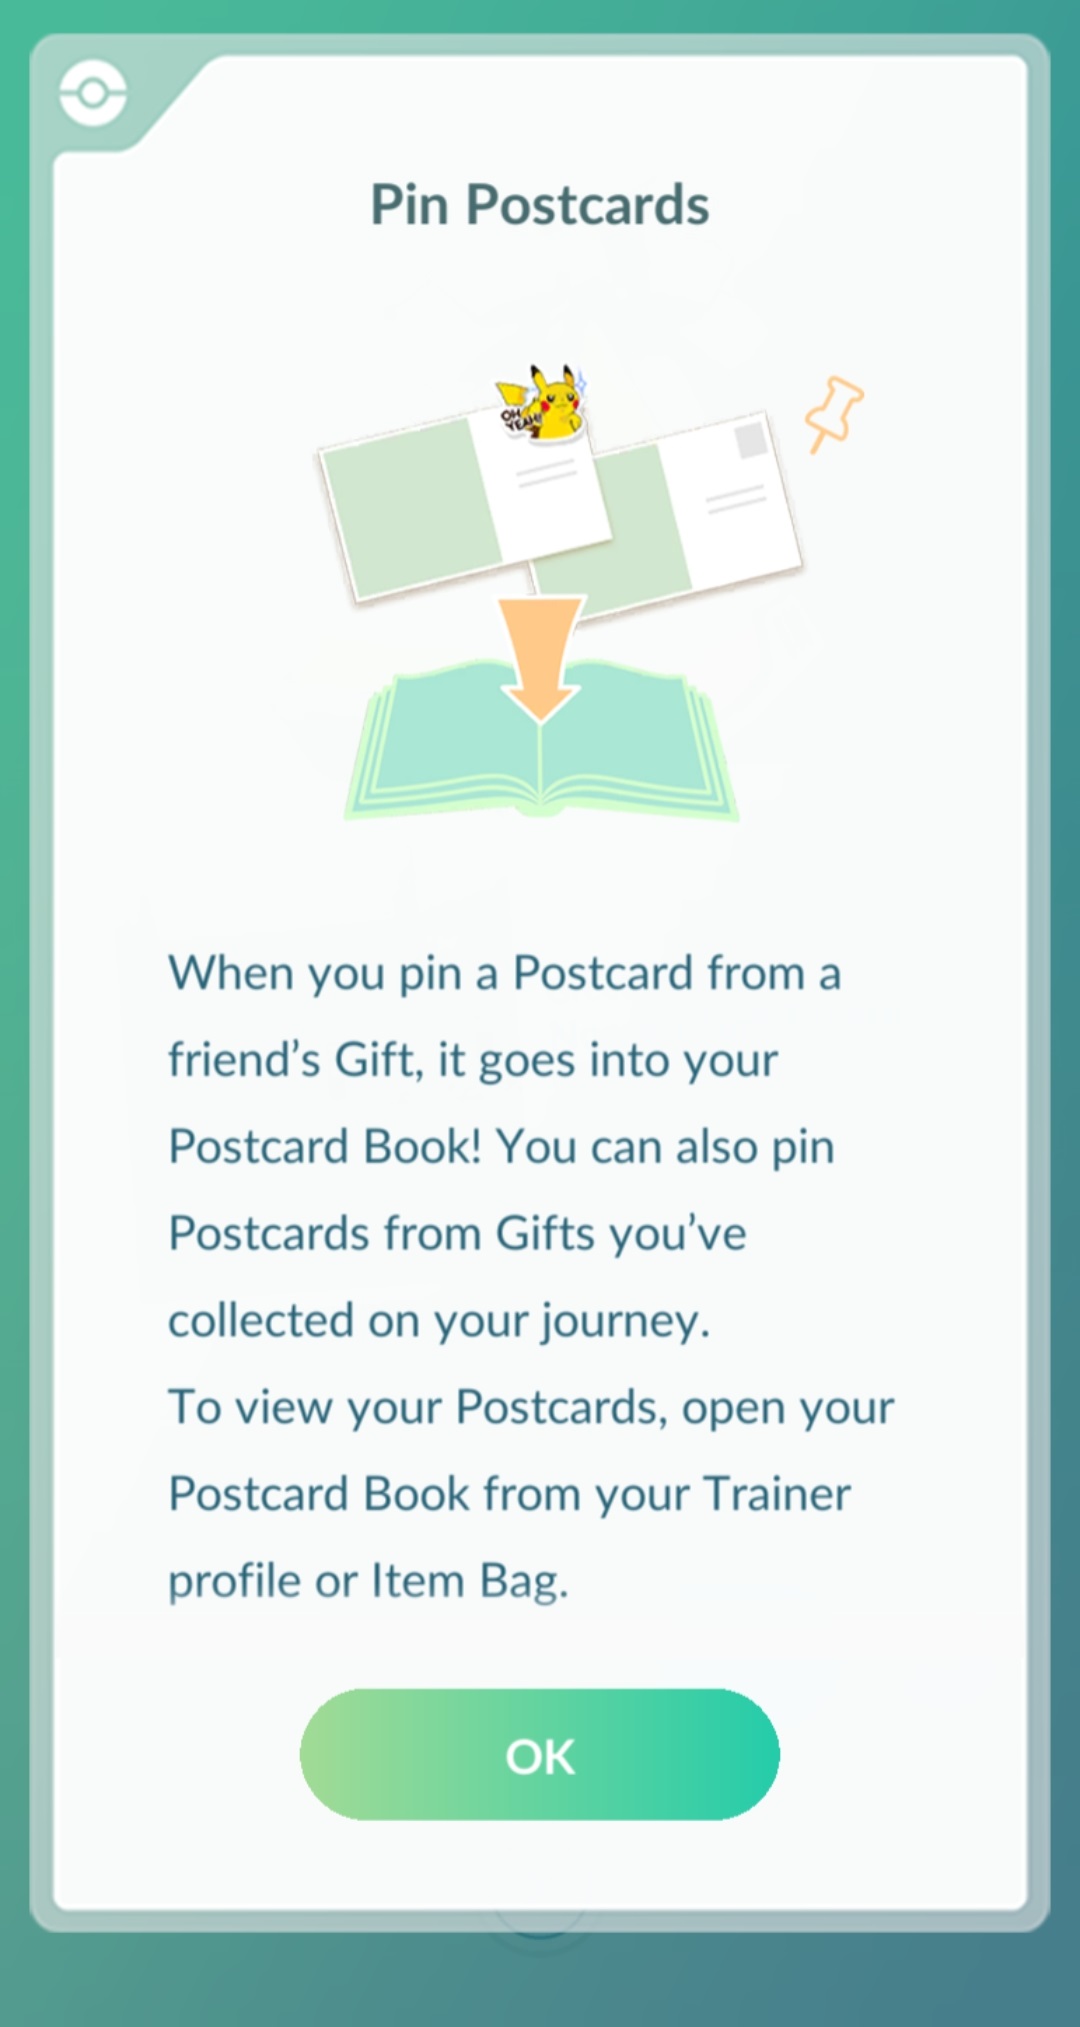 Pin Postcards
OH
YEAH!
When you pin a Postcard from a
friend’s Gift, it goes into your
Postcard Book! You can also pin
Postcards from Gifts you’ve
collected on your journey.
To view your Postcards, open your
Postcard Book from your Trainer
profile or Item Bag.
OK